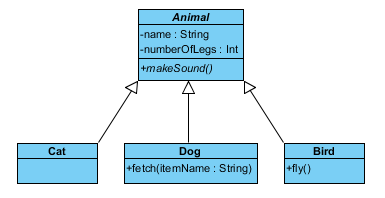 Animal
-name : String
-numberOfLegs : Int
+makeSound()
Cat
Dog
+fetch(itemName : String)
Bird
+fly()